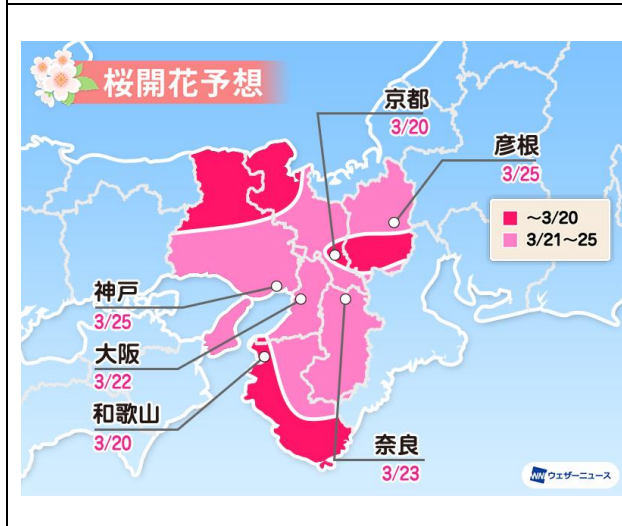 桜開花予想
京都
3/20
彦根
3/25
～3/20
3/21～25
神戸
3/25
大阪
3/22
和歌山
3/20
奈良
3/23
WN ウェザーニュース